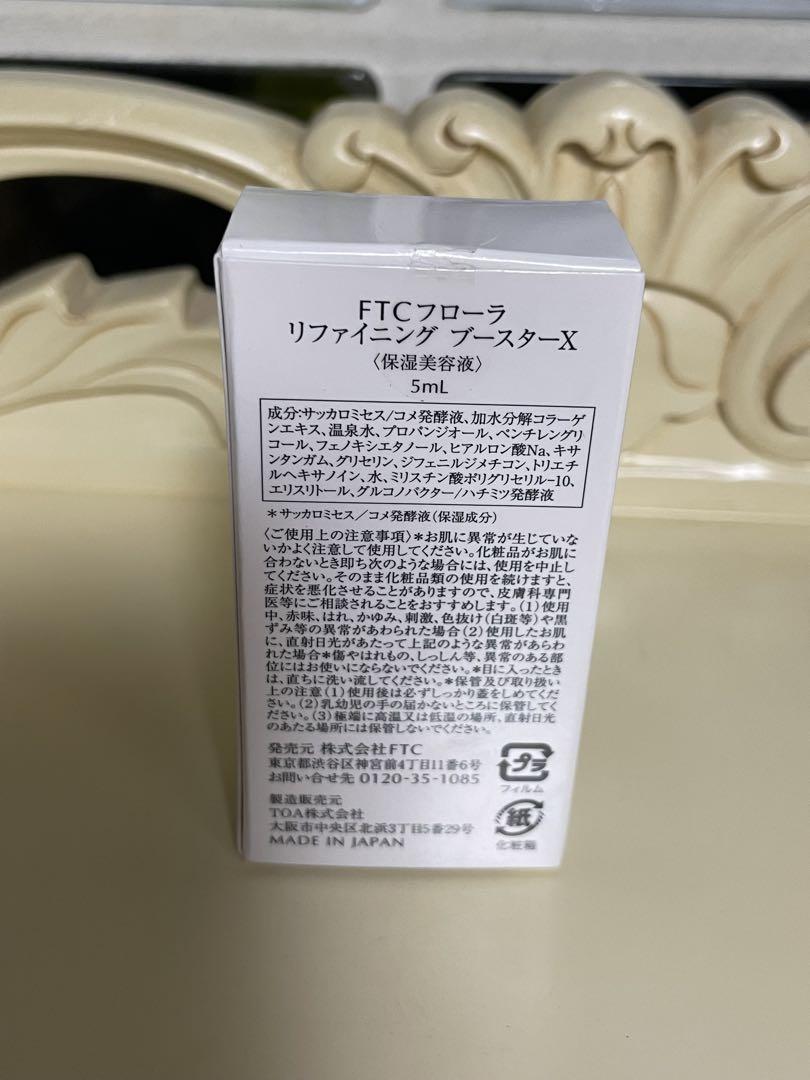 FTCフローラ
リファイニング ブースターX
〈保湿美容液〉
5mL
成分:サッカロミセス/コメ発酵液、加水分解コラーゲ
ンエキス、温泉水、プロパンジオール、ペンチレングリ
コール、フェノキシエタノール、ヒアルロン酸Na、キサ
ンタンガム、グリセリン、ジフェニルジメチコン、トリエチ
ルヘキサノイン、水、ミリスチン酸ポリグリセリル-10、
エリスリトール、グルコノバクター/ハチミツ発酵液
*サッカロミセス/コメ発酵液(保湿成分)
〈ご使用上の注意事項〉*お肌に異常が生じていな
いかよく注意して使用してください。化粧品がお肌に
合わないとき即ち次のような場合には、使用を中止し
てください。そのまま化粧品類の使用を続けますと、
症状を悪化させることがありますので、皮膚科専門
医等にご相談されることをおすすめします。(1)使用
中、赤味、はれ、かゆみ、刺激、色抜け(白斑等)や黒
ずみ等の異常があらわれた場合(2)使用したお肌
に、直射日光があたって上記のような異常があらわ
れた場合*傷やはれもの、しっしん等、異常のある部
位にはお使いにならないでください。*目に入ったとき
は、直ちに洗い流してください。*保管及び取り扱い
上の注意(1)使用後は必ずしっかり蓋をしめてくだ
さい。(2)乳幼児の手の届かないところに保管してく
ださい。(3)極端に高温又は低温の場所、直射日光
のあたる場所には保管しないでください。
発売元 株式会社FTC
東京都渋谷区神宮前4丁目11番6号
お問い合せ先 0120-35-1085
プラ
フィルム
製造販売元
TOA株式会社
大阪市中央区北浜3丁目5番29号
MADE IN JAPAN
紙
化粧箱